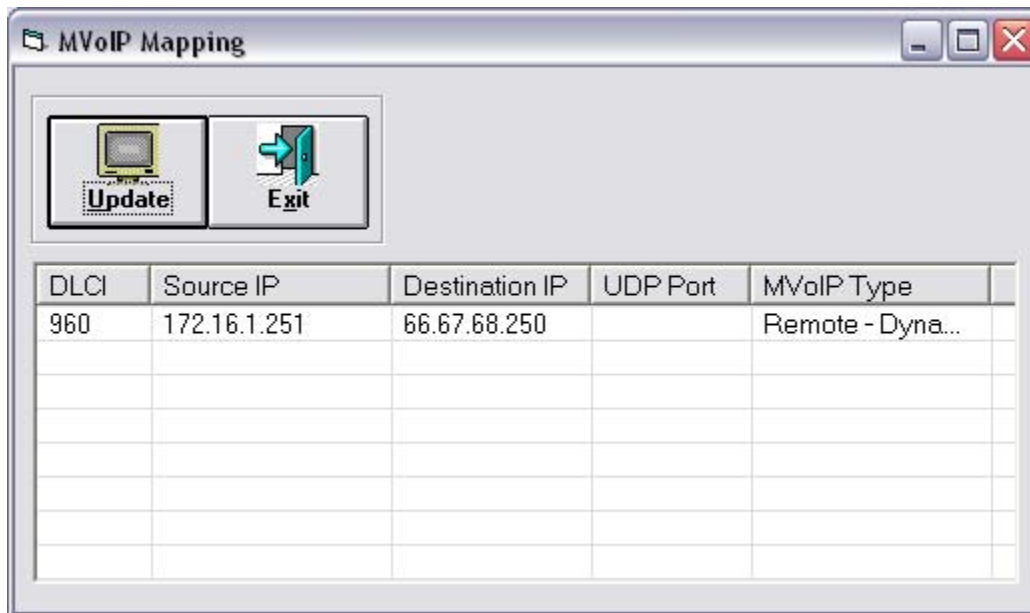 MVoIP Mapping
Update Exit
DLCI Source IP Destination IP UDP Port MVoIP Type
960 172.16.1.251 66.67.68.250 Remote - Dyna...